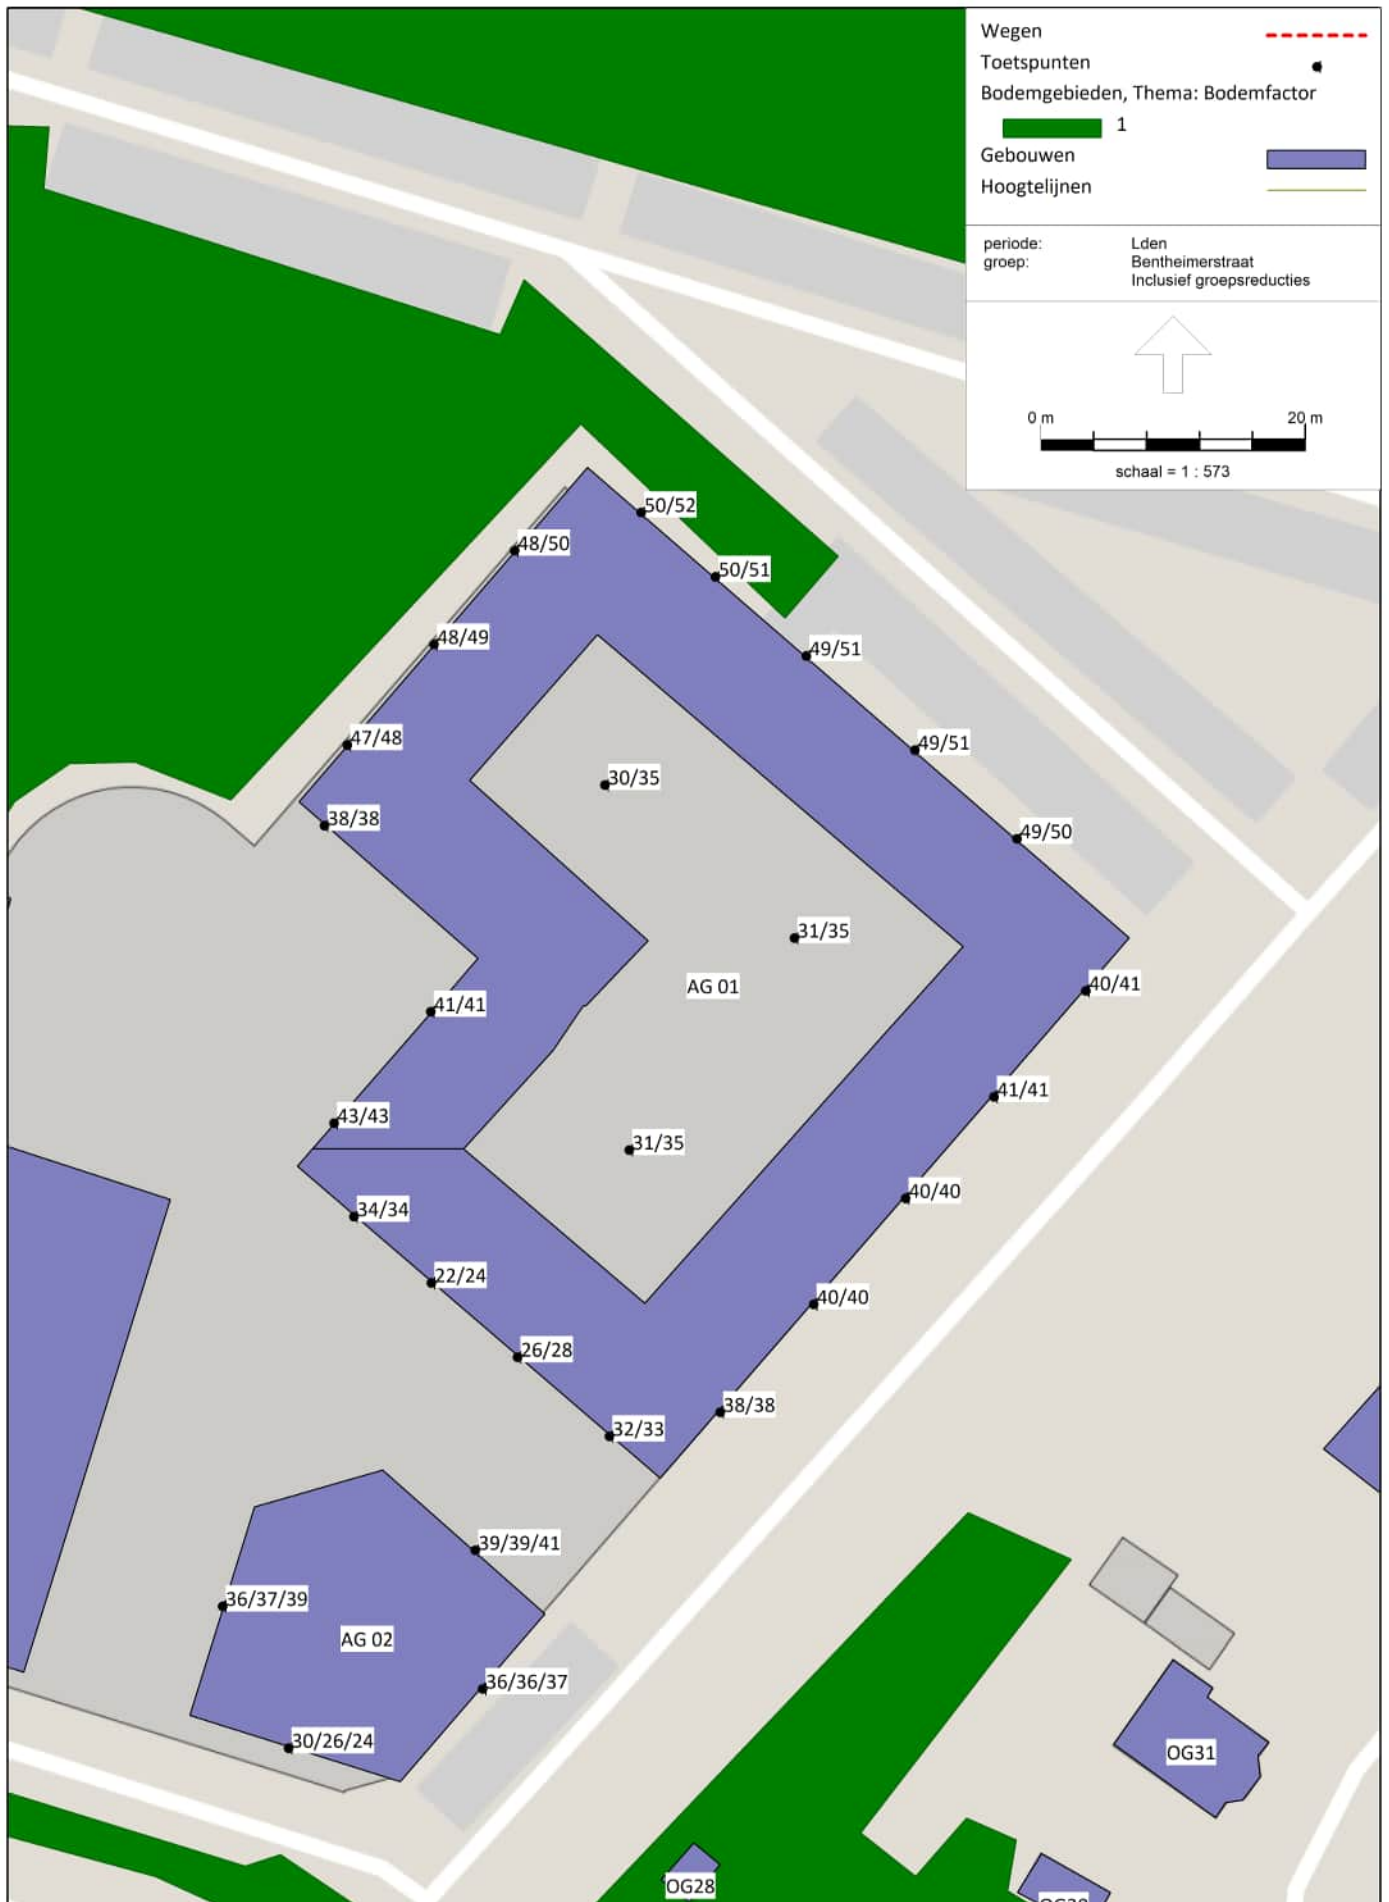 Wegen
Toetspunten
Bodemgebieden, Thema: Bodemfactor
1
Gebouwen
Hoogtelijnen
periode: Lden
groep: Bentheimerstraat
Inclusief groepsreducties
0 m 20 m
schaal = 1 : 573
50/52
48/50
50/51
48/49
49/51
47/48
49/51
30/35
38/38
49/50
31/35
AG 01
40/41
41/41
41/41
43/43
31/35
40/40
34/34
22/24
40/40
26/28
38/38
32/33
39/39/41
36/37/39
AG 02
36/36/37
30/26/24
OG31
OG28